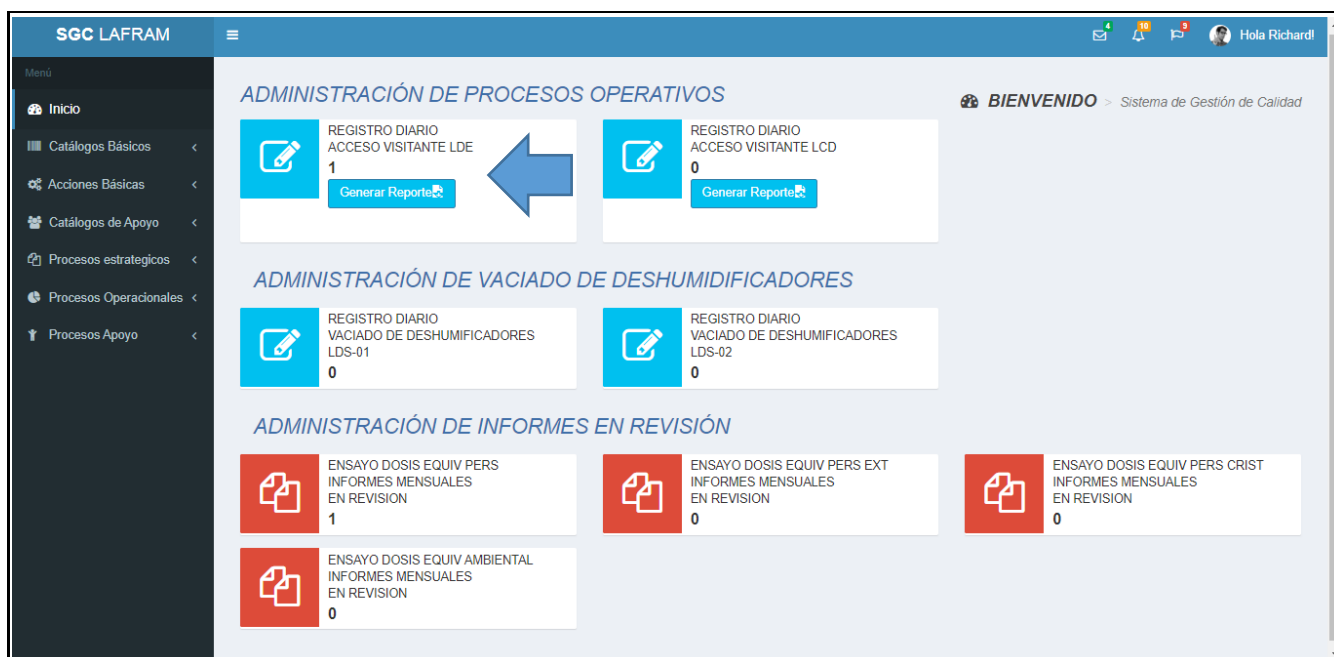 SGC LAFRAM
4
10
9
Hola Richard!
Menú
Inicio
Catálogos Básicos
Acciones Básicas
Catálogos de Apoyo
Procesos estrategicos
Procesos Operacionales
Procesos Apoyo
ADMINISTRACIÓN DE PROCESOS OPERATIVOS
BIENVENIDO > Sistema de Gestión de Calidad
REGISTRO DIARIO
ACCESO VISITANTE LDE
1
Generar Reporte
REGISTRO DIARIO
ACCESO VISITANTE LCD
0
Generar Reporte
ADMINISTRACIÓN DE VACIADO DE DESHUMIDIFICADORES
REGISTRO DIARIO
VACIADO DE DESHUMIFICADORES
LDS-01
0
REGISTRO DIARIO
VACIADO DE DESHUMIFICADORES
LDS-02
0
ADMINISTRACIÓN DE INFORMES EN REVISIÓN
ENSAYO DOSIS EQUIV PERS
INFORMES MENSUALES
EN REVISION
1
ENSAYO DOSIS EQUIV PERS EXT
INFORMES MENSUALES
EN REVISION
0
ENSAYO DOSIS EQUIV PERS CRIST
INFORMES MENSUALES
EN REVISION
0
ENSAYO DOSIS EQUIV AMBIENTAL
INFORMES MENSUALES
EN REVISION
0